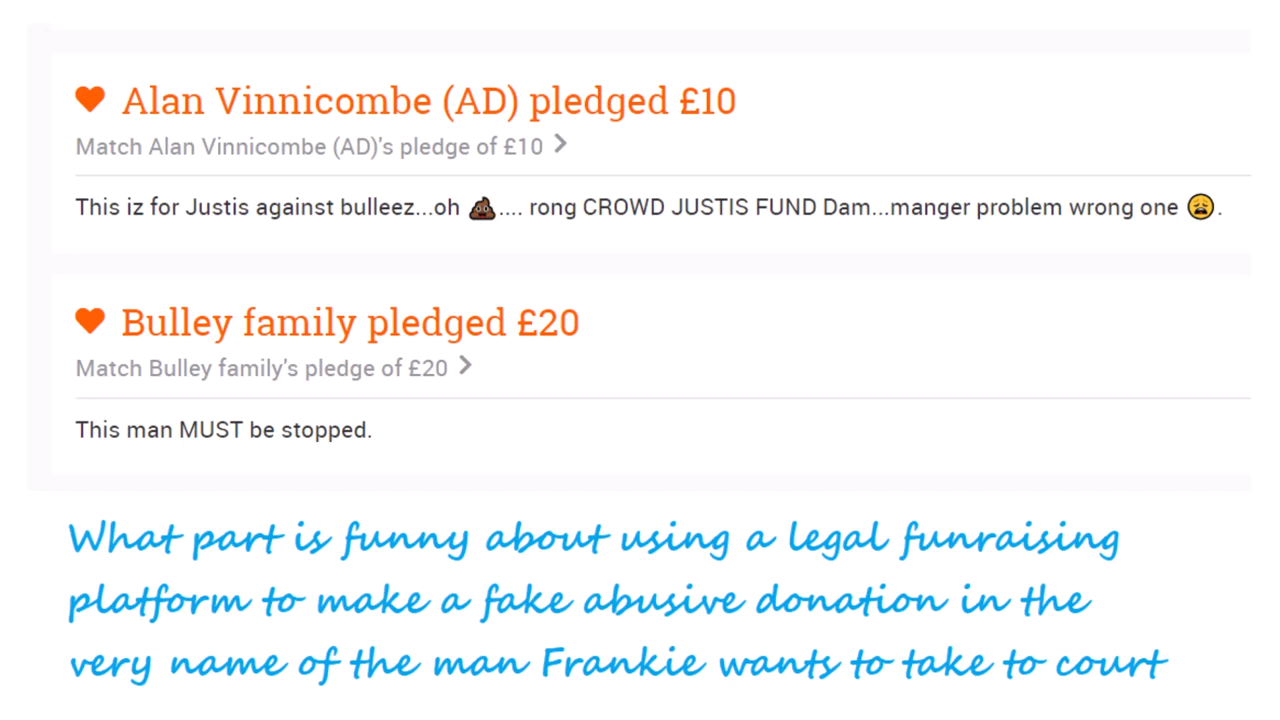 Alan Vinnicombe (AD) pledged £10
Match Alan Vinnicombe (AD)'s pledge of £10
This iz for Justis against bulleez...oh 💩.... rong CROWD JUSTIS FUND Dam...manger problem wrong one 😩.
Bulley family pledged £20
Match Bulley family's pledge of £20
This man MUST be stopped.
What part is funny about using a legal funraising
platform to make a fake abusive donation in the
very name of the man Frankie wants to take to court